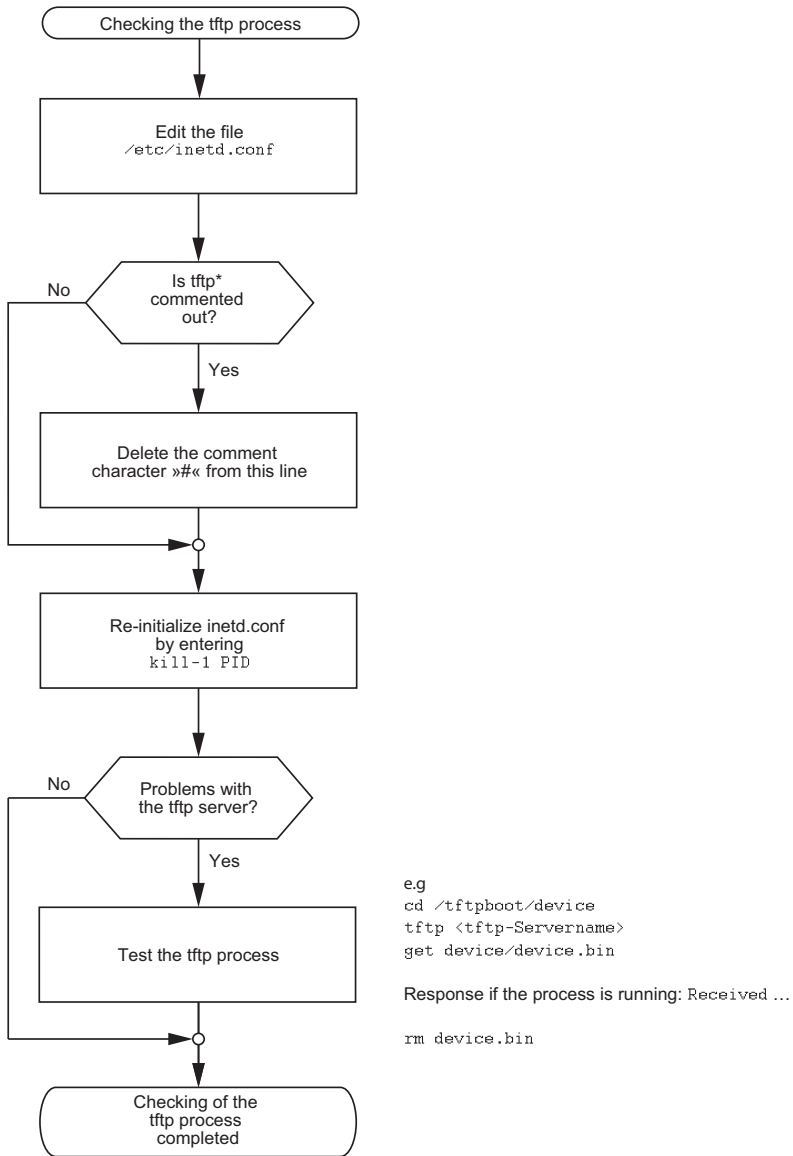 Checking the tftp process
Edit the file
/etc/inetd.conf
Is tftp*
commented
out?
No
Yes
Delete the comment
character »#« from this line
Re-initialize inetd.conf
by entering
kill-1 PID
Problems with
the tftp server?
No
Yes
Test the tftp process
e.g
cd /tftpboot/device
tftp <tftp-Servername>
get device/device.bin
Response if the process is running: Received …
rm device.bin
Checking of the
tftp process
completed